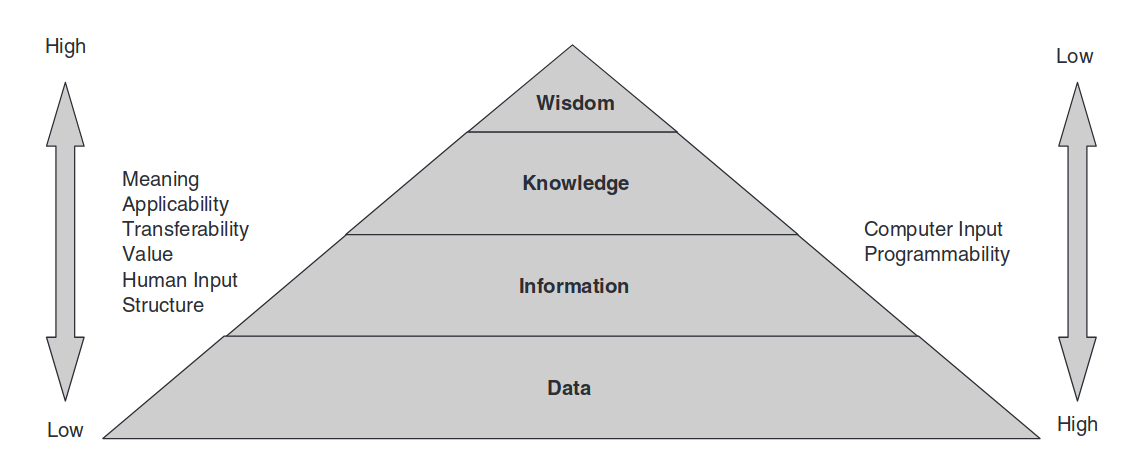 High
Low
Wisdom
Meaning
Knowledge
Applicability
Transferability
Computer Input
Value
Programmability
Human Input
Information
Structure
Data
Low
High